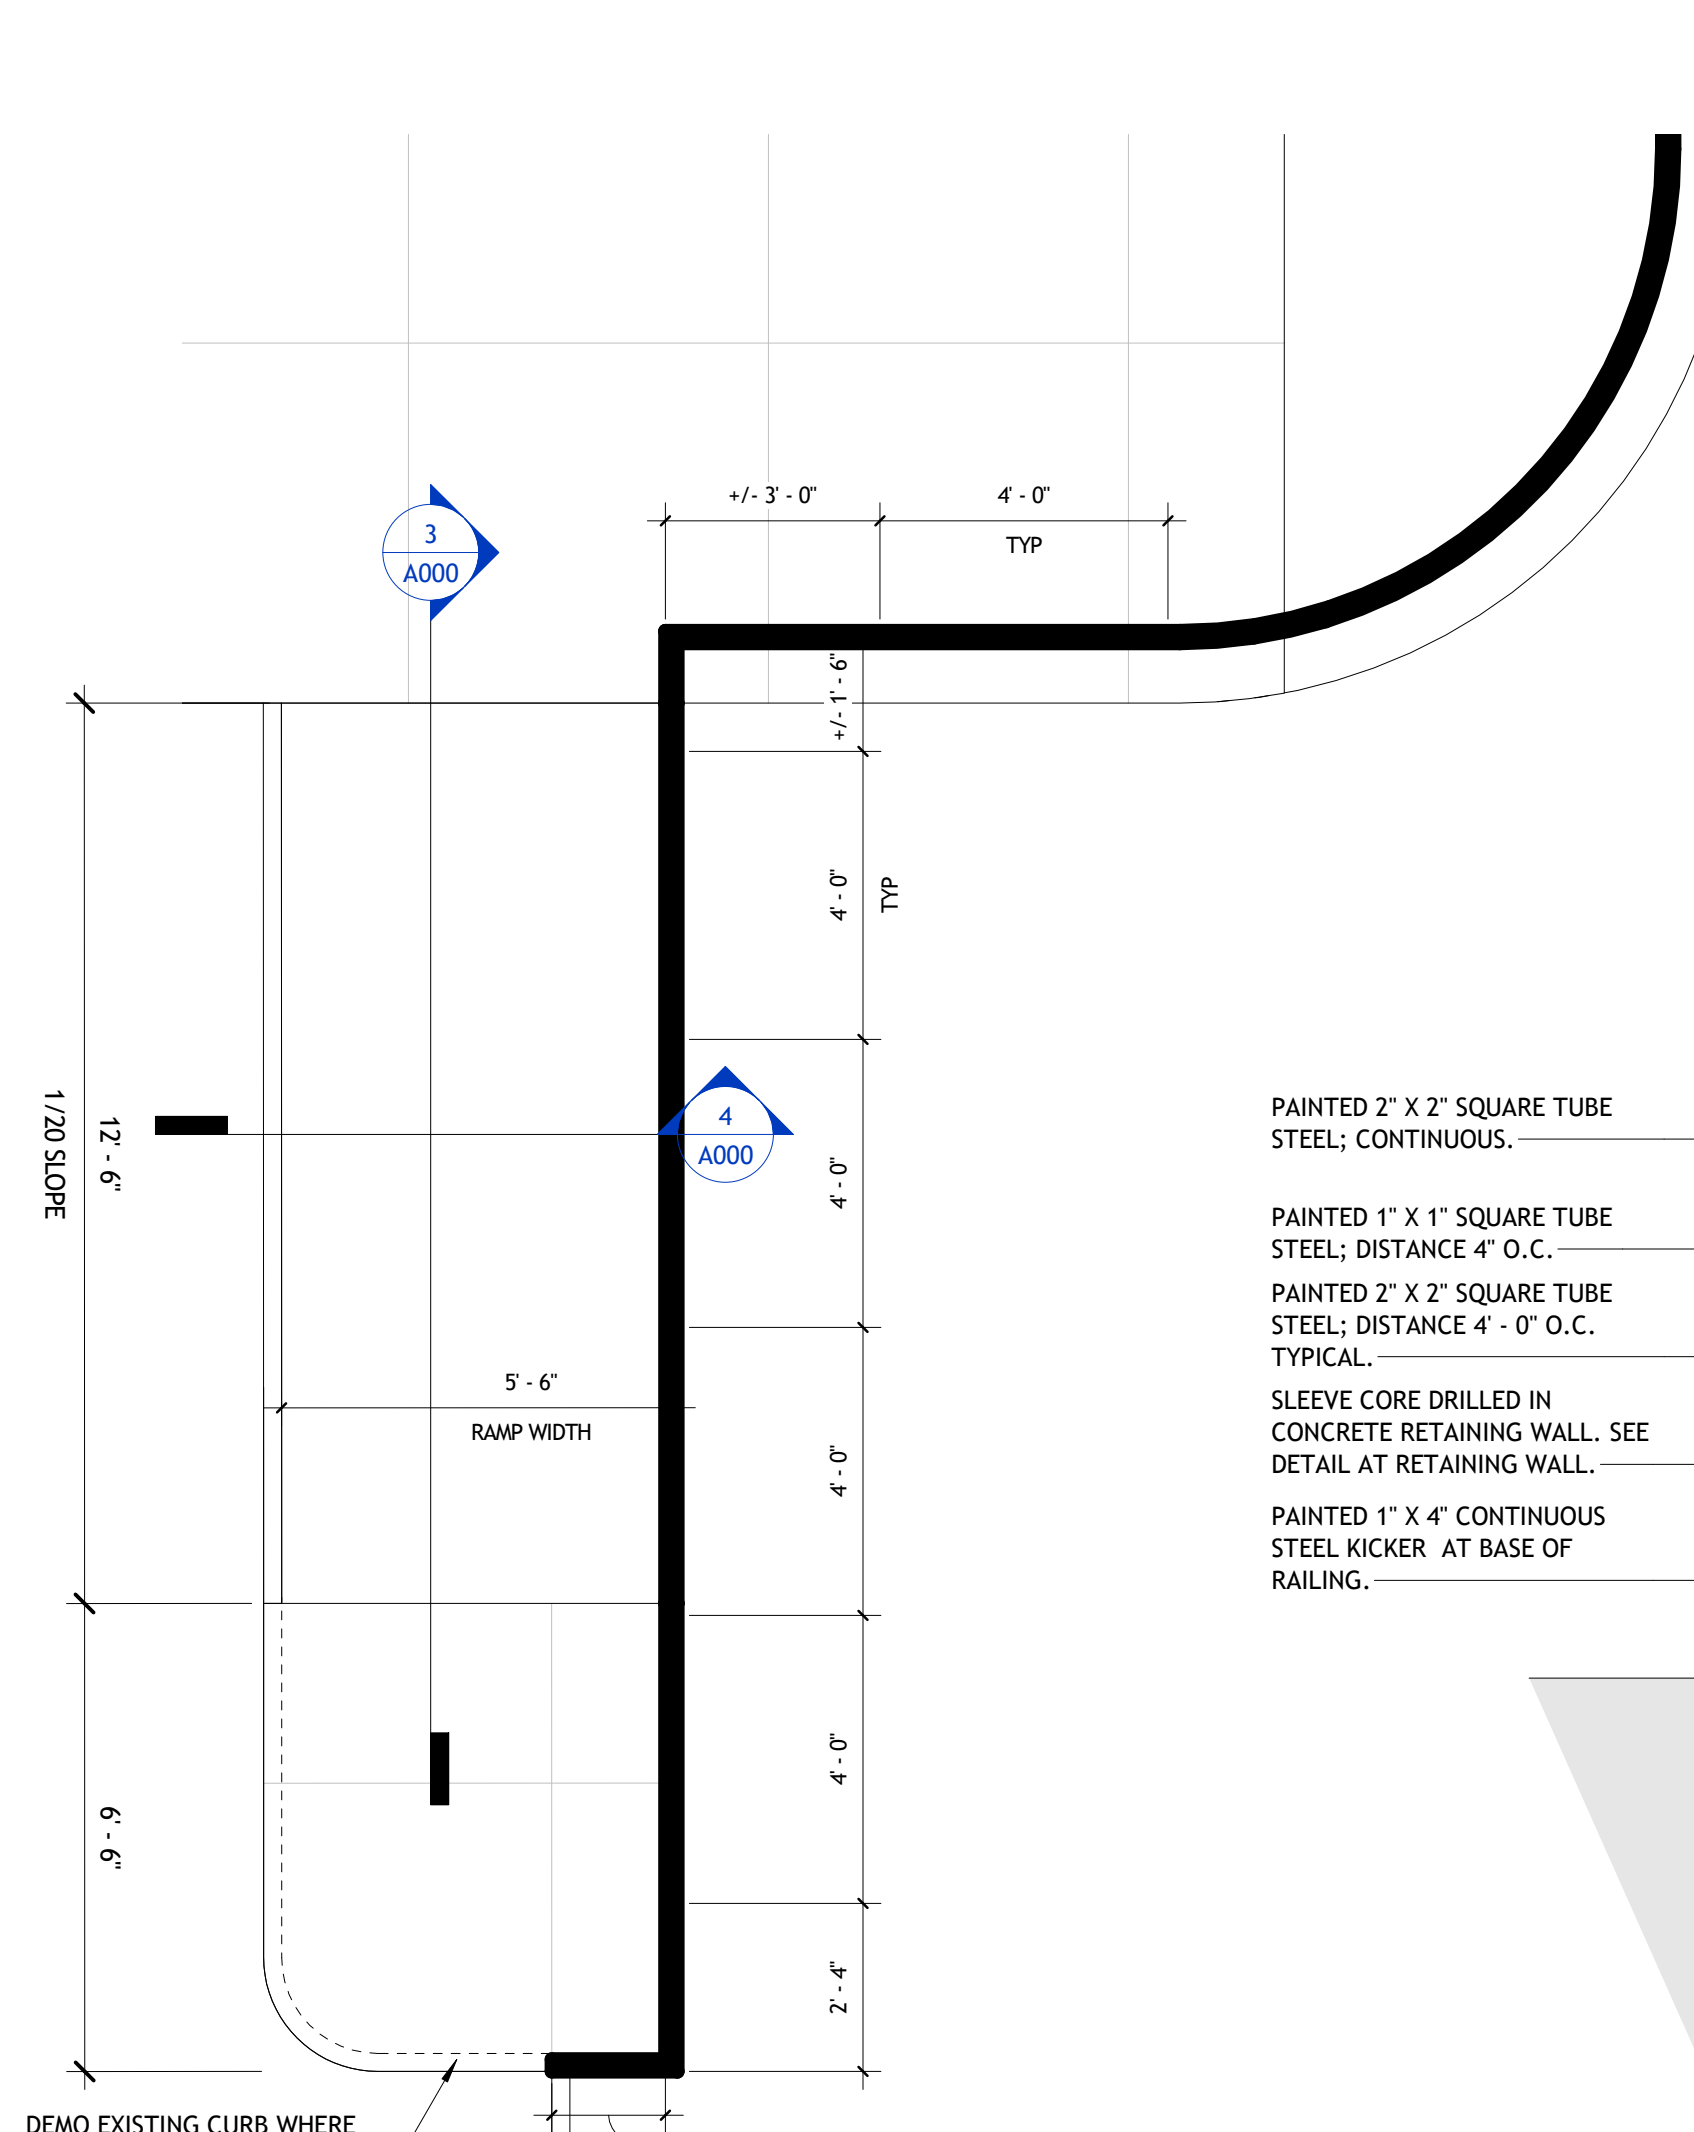 +/- 3' - 0"
4' - 0"
TYP
3
A000
+/- 1' - 6"
4' - 0"
TYP
12' - 6"
1/20 SLOPE
4
A000
4' - 0"
PAINTED 2" X 2" SQUARE TUBE
STEEL; CONTINUOUS.
PAINTED 1" X 1" SQUARE TUBE
STEEL; DISTANCE 4" O.C.
PAINTED 2" X 2" SQUARE TUBE
STEEL; DISTANCE 4' - 0" O.C.
TYPICAL.
5' - 6"
RAMP WIDTH
4' - 0"
SLEEVE CORE DRILLED IN
CONCRETE RETAINING WALL. SEE
DETAIL AT RETAINING WALL.
PAINTED 1" X 4" CONTINUOUS
STEEL KICKER  AT BASE OF
RAILING.
4' - 0"
6' - 6"
2' - 4"
DEMO EXISTING CURB WHERE